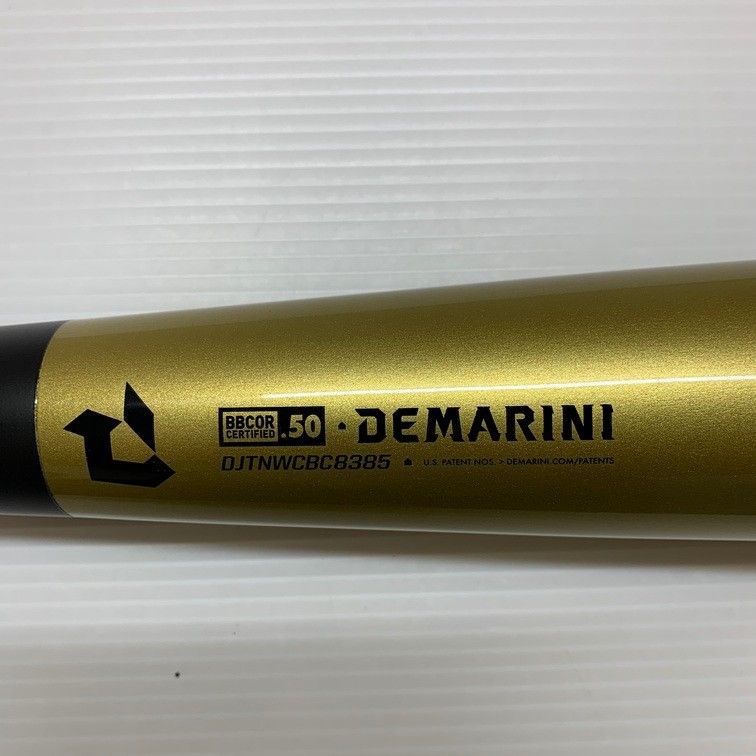 BBCOR CERTIFIED .50 · DEMARINI
DJTNWCBC8385 U.S. PATENT NOS. > DEMARINI.COM/PATENTS